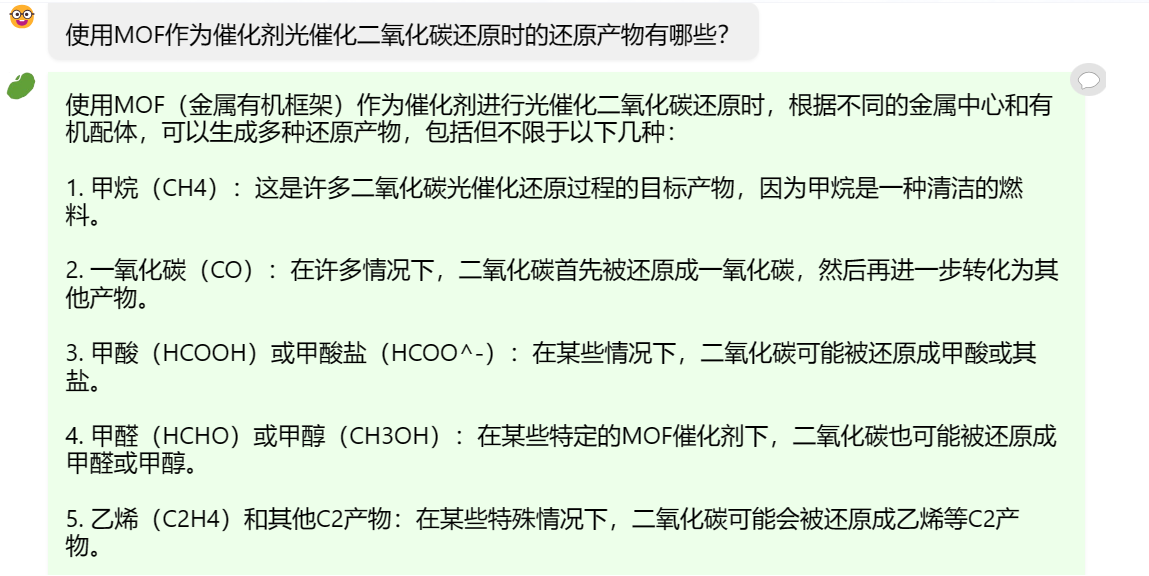 使用MOF作为催化剂光催化二氧化碳还原时的还原产物有哪些？
使用MOF（金属有机框架）作为催化剂进行光催化二氧化碳还原时，根据不同的金属中心和有
机配体，可以生成多种还原产物，包括但不限于以下几种：
1. 甲烷（CH4）：这是许多二氧化碳光催化还原过程的目标产物，因为甲烷是一种清洁的燃
料。
2. 一氧化碳（CO）：在许多情况下，二氧化碳首先被还原成一氧化碳，然后再进一步转化为其
他产物。
3. 甲酸（HCOOH）或甲酸盐（HCOO^-）：在某些情况下，二氧化碳可能被还原成甲酸或其
盐。
4. 甲醛（HCHO）或甲醇（CH3OH）：在某些特定的MOF催化剂下，二氧化碳也可能被还原成
甲醛或甲醇。
5. 乙烯（C2H4）和其他C2产物：在某些特殊情况下，二氧化碳可能会被还原成乙烯等C2产
物。